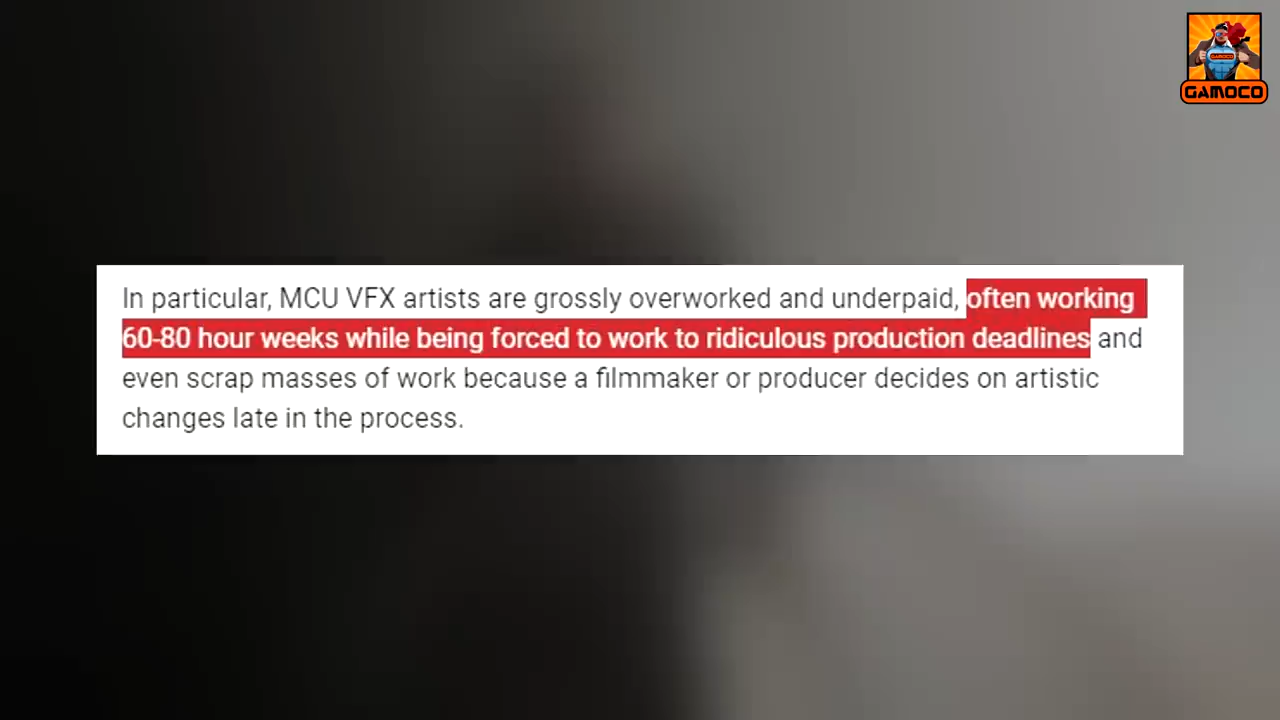 GAMOCO
In particular, MCU VFX artists are grossly overworked and underpaid, often working
60-80 hour weeks while being forced to work to ridiculous production deadlines and
even scrap masses of work because a filmmaker or producer decides on artistic
changes late in the process.